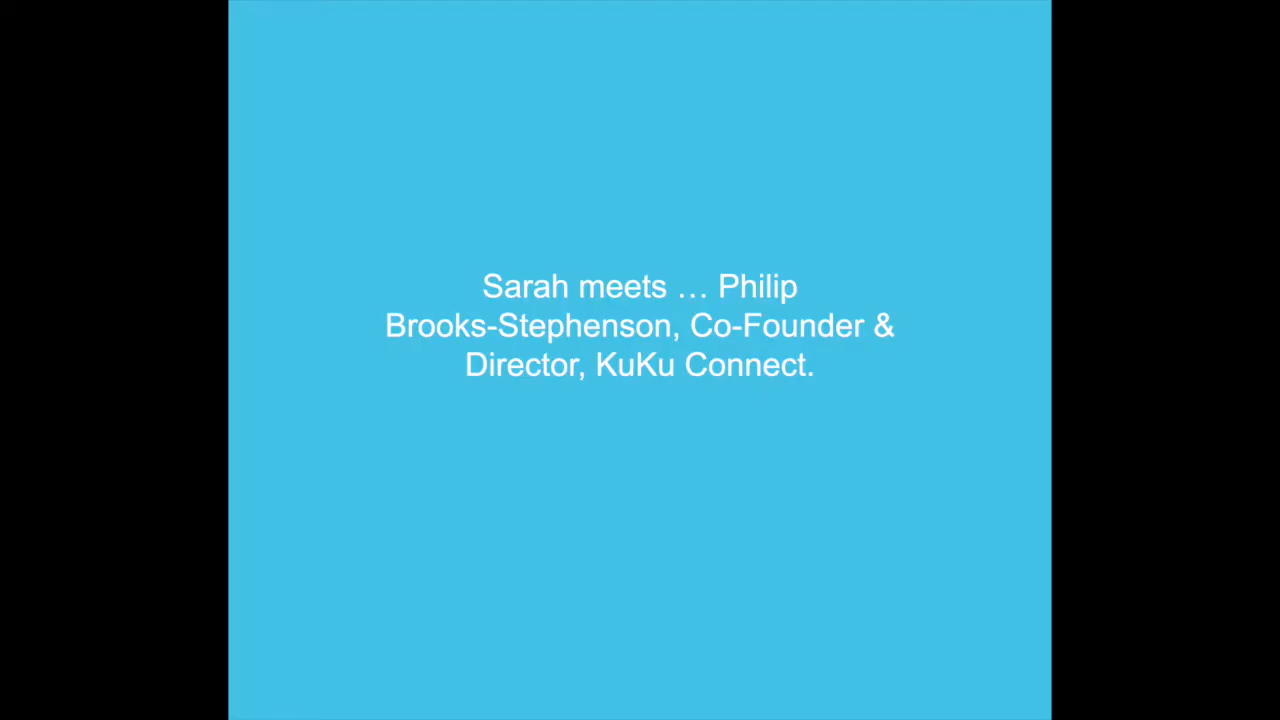 Sarah meets … Philip
Brooks-Stephenson, Co-Founder &
Director, KuKu Connect.